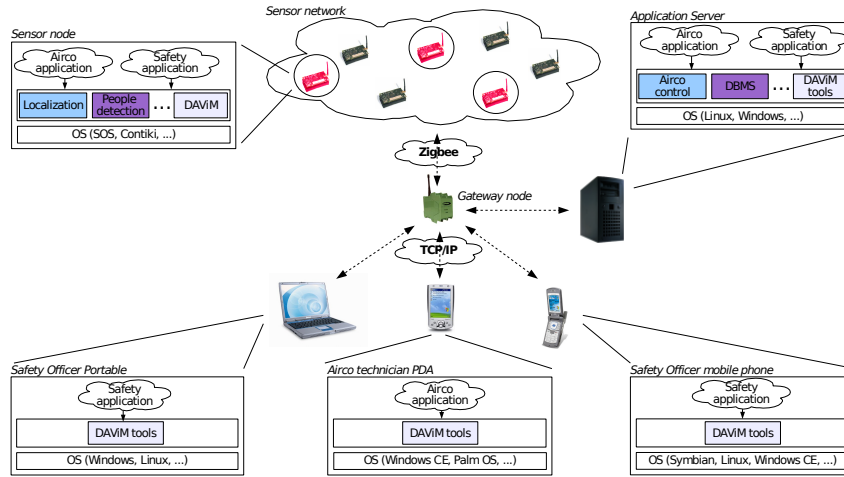 Sensor network
Sensor node
Airco
application
Safety
application
Localization
People
detection
...
DAViM
OS (SOS, Contiki, ...)
Application Server
Airco
application
Safety
application
Airco
control
DBMS
...
DAViM
tools
OS (Linux, Windows, ...)
Zigbee
Gateway node
TCP/IP
Safety Officer Portable
Safety
application
DAViM tools
OS (Windows, Linux, ...)
Airco technician PDA
Airco
application
DAViM tools
OS (Windows CE, Palm OS, ...)
Safety Officer mobile phone
Safety
application
DAViM tools
OS (Symbian, Linux, Windows CE, ...)